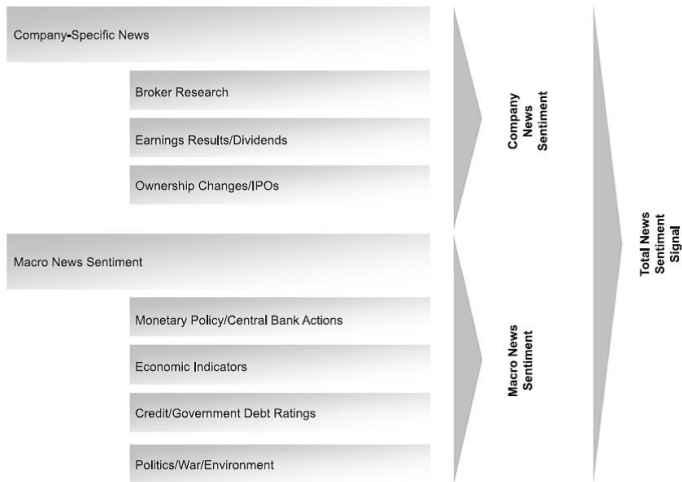 Company-Specific News
Broker Research
Earnings Results/Dividends
Ownership Changes/IPOs
Company
News
Sentiment
Macro News Sentiment
Monetary Policy/Central Bank Actions
Economic Indicators
Credit/Government Debt Ratings
Politics/War/Environment
Macro News
Sentiment
Total News
Sentiment
Signal